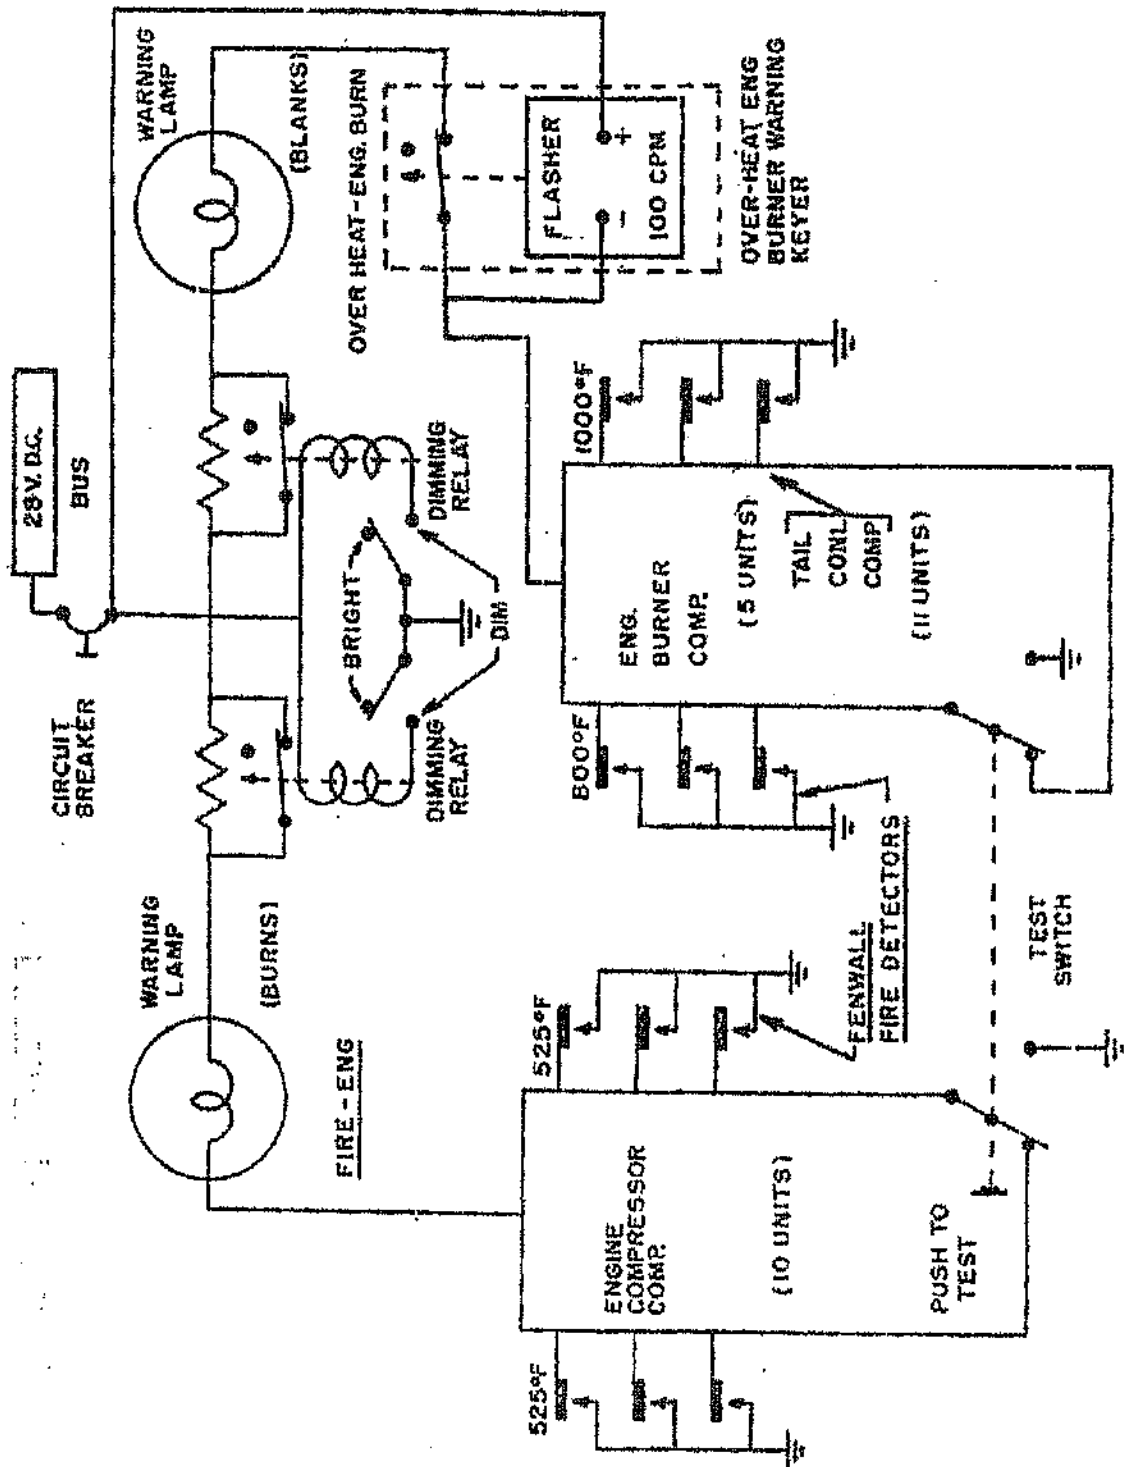 28 V. D.C.
BUS
CIRCUIT
BREAKER
WARNING
LAMP
(BURNS)
FIRE-ENG
WARNING
LAMP
(BLANKS)
OVER HEAT-ENG. BURN
BRIGHT
DIMMING
RELAY
DIMMING
RELAY
DIM
FLASHER
- +
100 CPM
OVER-HEAT ENG
BURNER WARNING
KEYER
525°F
525°F
800°F
1000°F
ENGINE
COMPRESSOR
COMP.
(10 UNITS)
ENG.
BURNER
COMP.
(5 UNITS)
TAIL
CONL
COMP
(11 UNITS)
FENWALL
FIRE DETECTORS
PUSH TO
TEST
TEST
SWITCH